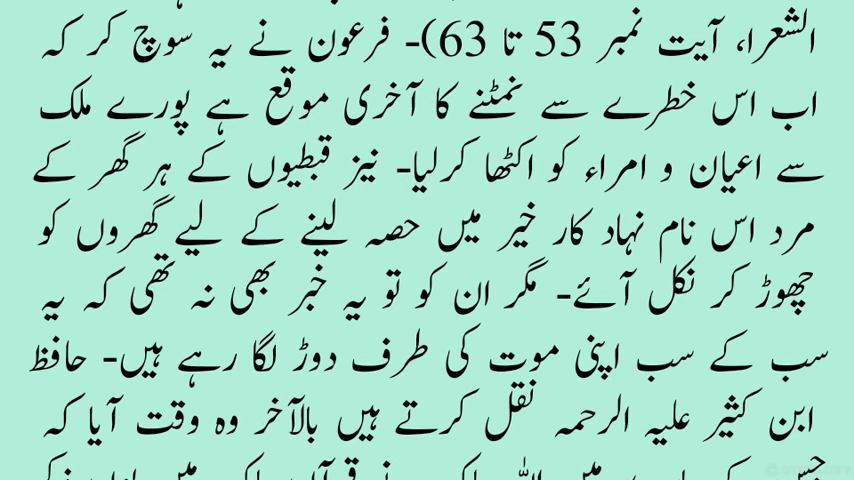 الشعرا، آیت نمبر 53 تا 63)۔ فرعون نے یہ سوچ کر کہ
اب اس خطرے سے نمٹنے کا آخری موقع ہے پورے ملک
سے اعیان و امراء کو اکٹھا کرلیا۔ نیز قبطیوں کے ہر گھر کے
مرد اس نام نہاد کار خیر میں حصہ لینے کے لیے گھروں کو
چھوڑ کر نکل آئے۔ مگر ان کو تو یہ خبر بھی نہ تھی کہ یہ
سب کے سب اپنی موت کی طرف دوڑ لگا رہے ہیں۔ حافظ
ابن کثیر علیہ الرحمہ نقل کرتے ہیں بالآخر وہ وقت آیا کہ